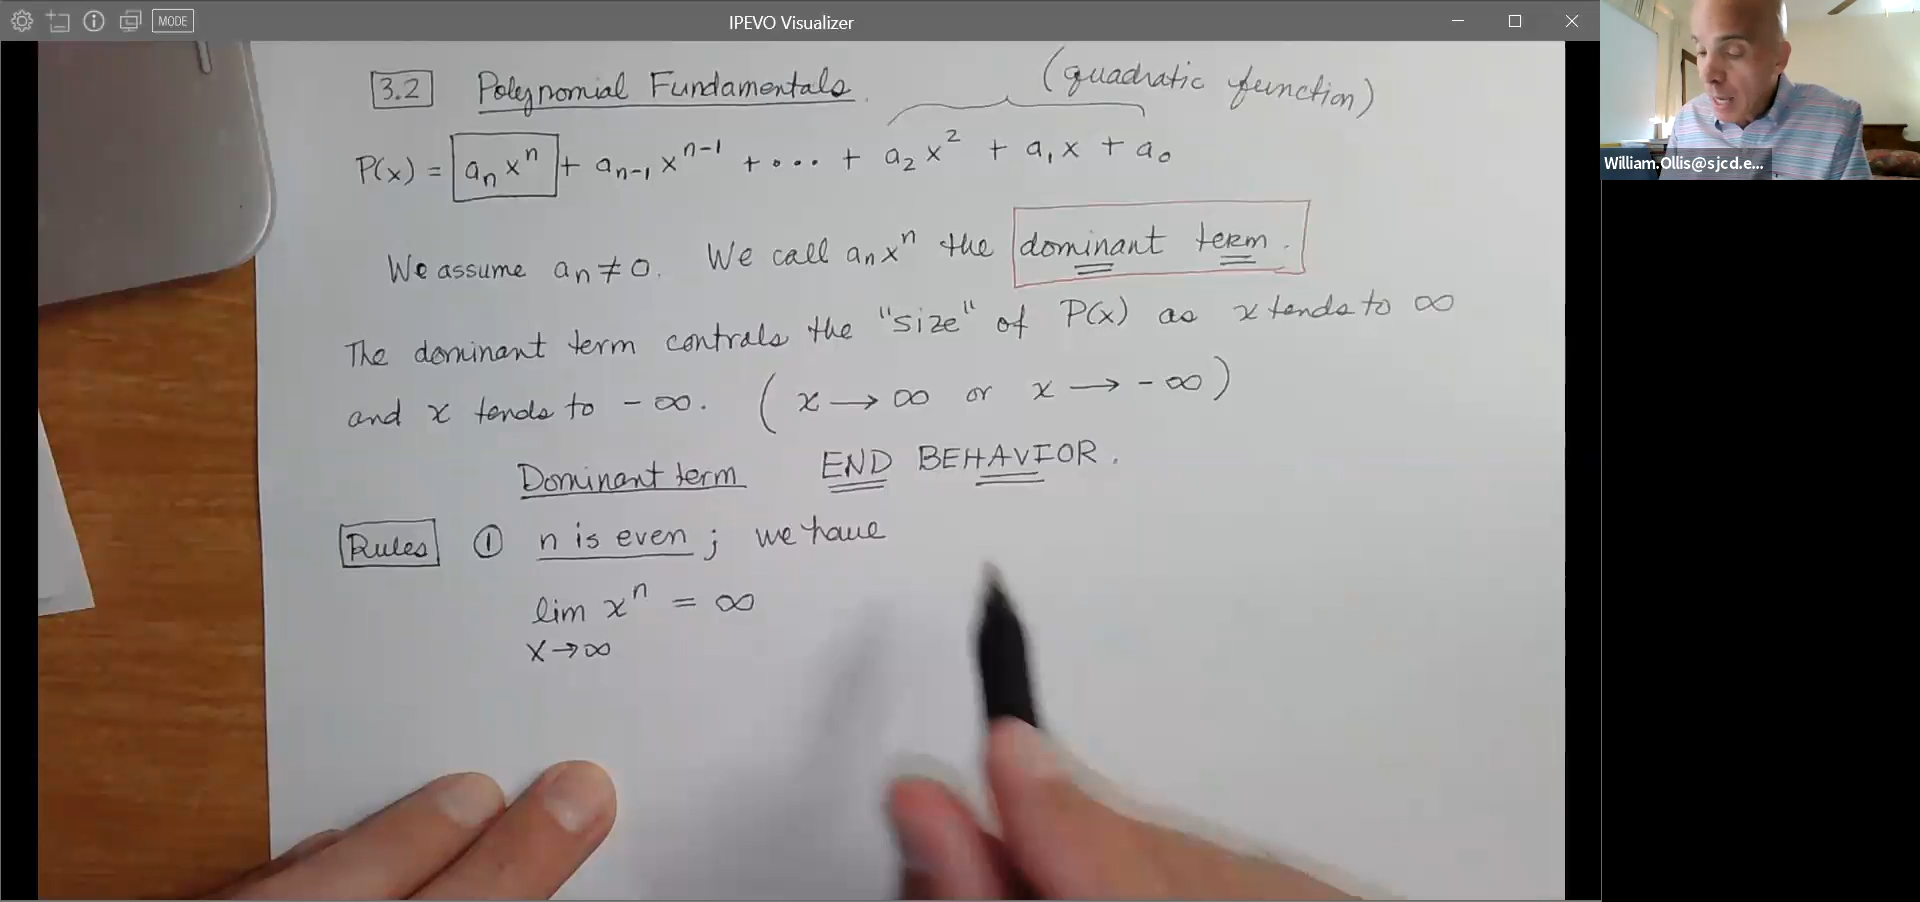 MODE
IPEVO Visualizer
William.Ollis@sjcd.e...
3.2 Polynomial Fundamentals.
(quadratic function)
P(x) = aₙxⁿ + aₙ₋₁xⁿ⁻¹ + ... + a₂x² + a₁x + a₀
We assume aₙ ≠ 0. We call aₙxⁿ the dominant term.
The dominant term controls the "size" of P(x) as x tends to ∞
and x tends to -∞. (x → ∞ or x → -∞)
Dominant term END BEHAVIOR.
Rules ① n is even; we have
lim xⁿ = ∞
x→∞